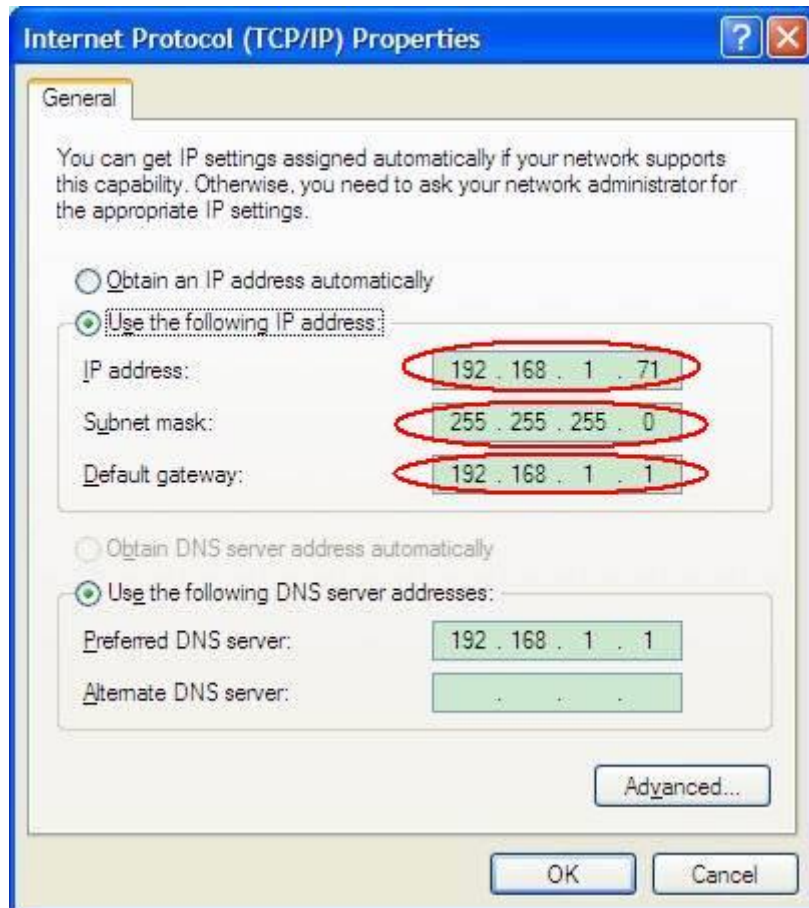 Internet Protocol (TCP/IP) Properties
General
You can get IP settings assigned automatically if your network supports
this capability. Otherwise, you need to ask your network administrator for
the appropriate IP settings.
Obtain an IP address automatically
Use the following IP address:
IP address: 192 . 168 . 1 . 71
Subnet mask: 255 . 255 . 255 . 0
Default gateway: 192 . 168 . 1 . 1
Obtain DNS server address automatically
Use the following DNS server addresses:
Preferred DNS server: 192 . 168 . 1 . 1
Alternate DNS server: . . .
Advanced...
OK Cancel